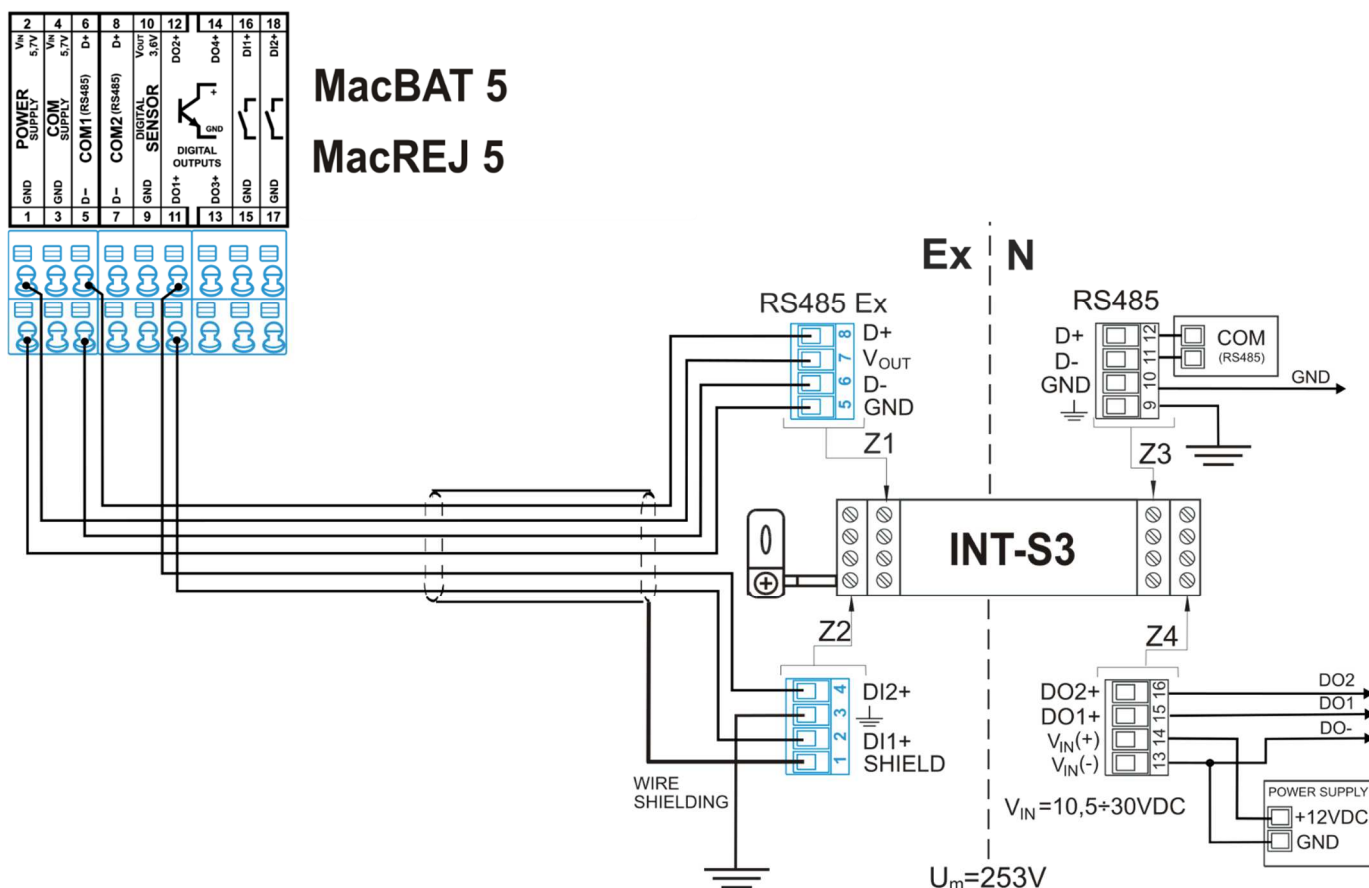 2 4 6 8 10 12 14 16 18
VIN 5,7V
POWER SUPPLY
GND
VIN 5,7V
COM SUPPLY
GND
D+
COM1 (RS485)
D-
D+
COM2 (RS485)
D-
VOUT 3,6V
DIGITAL SENSOR
GND
DO2+
DO4+
+
GND
DIGITAL
OUTPUTS
DO1+
DO3+
DI1+
GND
DI2+
GND
1 3 5 7 9 11 13 15 17
MacBAT 5
MacREJ 5
Ex N
RS485 Ex
8 D+
7 VOUT
6 D-
5 GND
Z1
RS485
D+ 12
D- 11
GND 10
9
COM
(RS485)
GND
Z3
INT-S3
Z2
4 DI2+
3
2 DI1+
1 SHIELD
WIRE
SHIELDING
Z4
DO2+ 16
DO1+ 15
VIN(+) 14
VIN(-) 13
DO2
DO1
DO-
VIN=10,5÷30VDC
POWER SUPPLY
+12VDC
GND
Um=253V